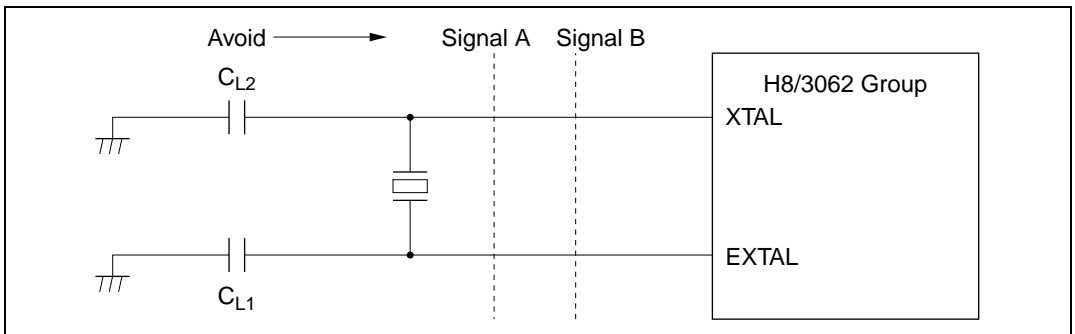 Avoid Signal A Signal B
C_L2
H8/3062 Group
XTAL
EXTAL
C_L1